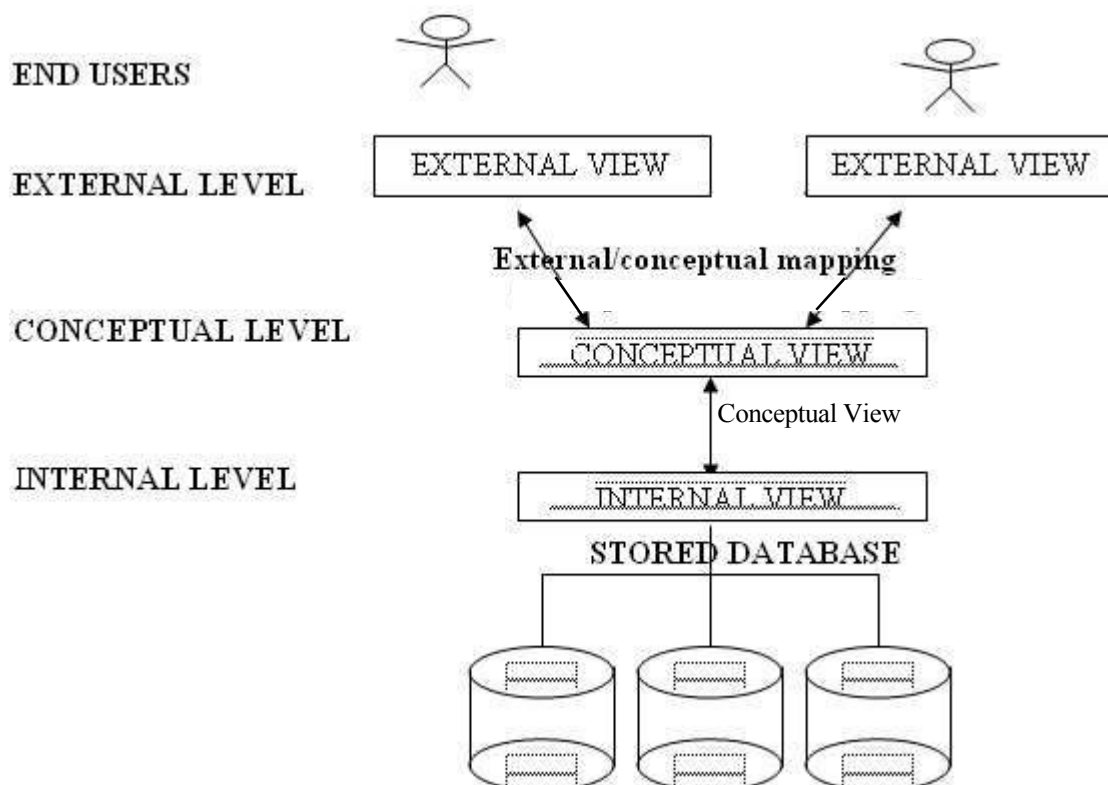 END USERS
EXTERNAL VIEW
EXTERNAL VIEW
EXTERNAL LEVEL
External/conceptual mapping
CONCEPTUAL LEVEL
CONCEPTUAL VIEW
Conceptual View
INTERNAL LEVEL
INTERNAL VIEW
STORED DATABASE